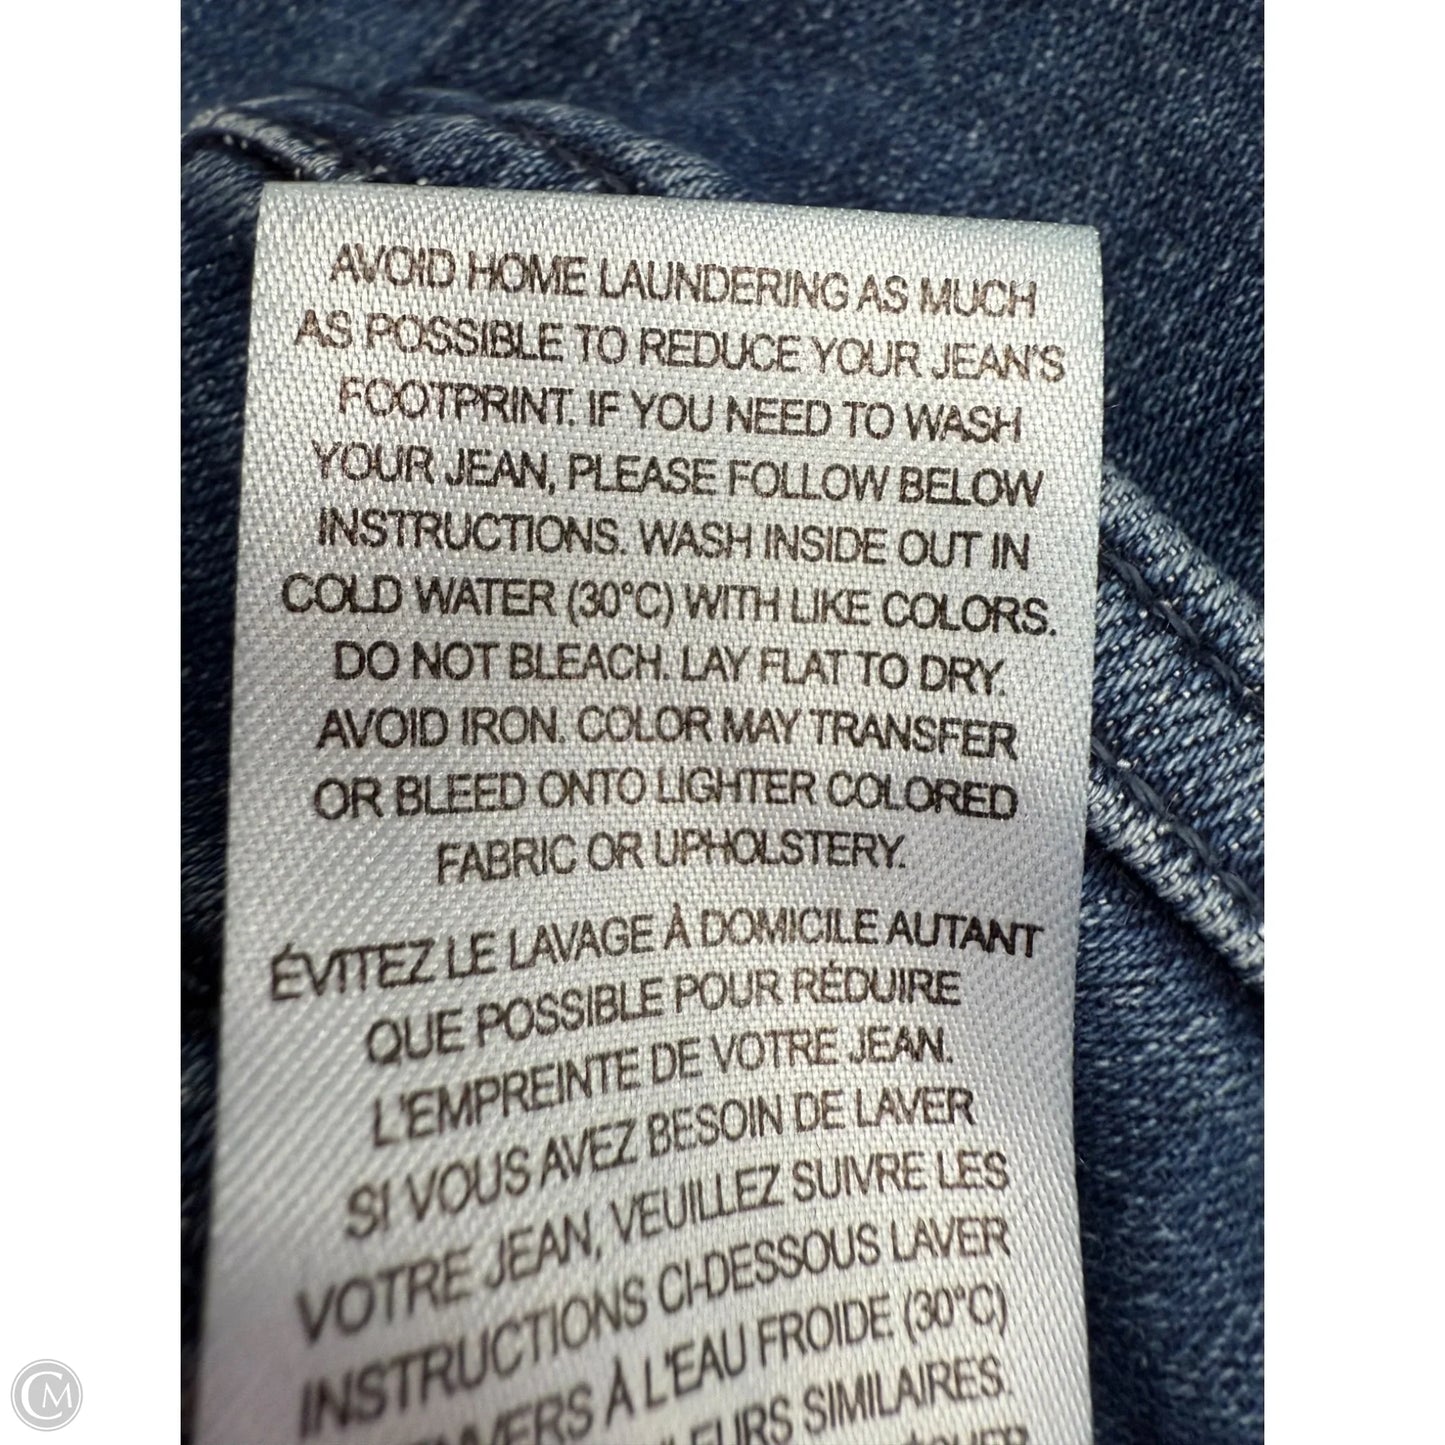 AVOID HOME LAUNDERING AS MUCH
AS POSSIBLE TO REDUCE YOUR JEAN'S
FOOTPRINT. IF YOU NEED TO WASH
YOUR JEAN, PLEASE FOLLOW BELOW
INSTRUCTIONS. WASH INSIDE OUT IN
COLD WATER (30°C) WITH LIKE COLORS.
DO NOT BLEACH. LAY FLAT TO DRY.
AVOID IRON. COLOR MAY TRANSFER
OR BLEED ONTO LIGHTER COLORED
FABRIC OR UPHOLSTERY.
ÉVITEZ LE LAVAGE À DOMICILE AUTANT
QUE POSSIBLE POUR RÉDUIRE
L'EMPREINTE DE VOTRE JEAN.
SI VOUS AVEZ BESOIN DE LAVER
VOTRE JEAN, VEUILLEZ SUIVRE LES
INSTRUCTIONS CI-DESSOUS LAVER
À L'EAU FROIDE (30°C)
SIMILAIRES.
CM